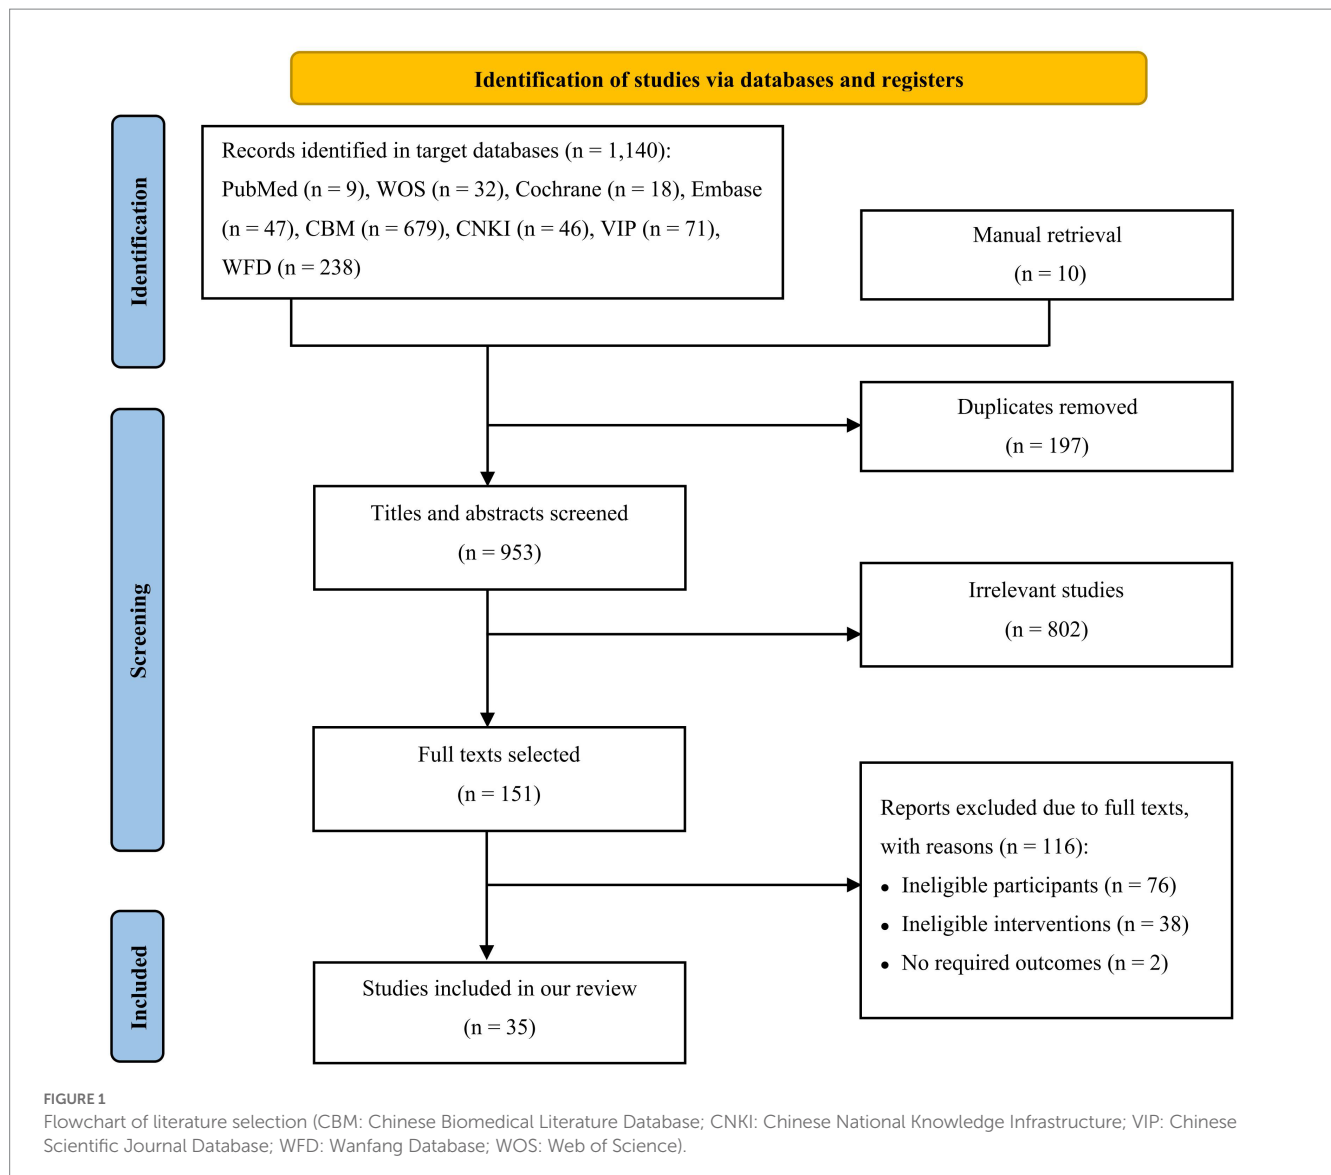 Identification of studies via databases and registers
Identification
Records identified in target databases (n = 1,140):
PubMed (n = 9), WOS (n = 32), Cochrane (n = 18), Embase
(n = 47), CBM (n = 679), CNKI (n = 46), VIP (n = 71),
WFD (n = 238)
Manual retrieval
(n = 10)
Duplicates removed
(n = 197)
Screening
Titles and abstracts screened
(n = 953)
Irrelevant studies
(n = 802)
Full texts selected
(n = 151)
Reports excluded due to full texts,
with reasons (n = 116):
• Ineligible participants (n = 76)
• Ineligible interventions (n = 38)
• No required outcomes (n = 2)
Included
Studies included in our review
(n = 35)
FIGURE 1
Flowchart of literature selection (CBM: Chinese Biomedical Literature Database; CNKI: Chinese National Knowledge Infrastructure; VIP: Chinese
Scientific Journal Database; WFD: Wanfang Database; WOS: Web of Science).